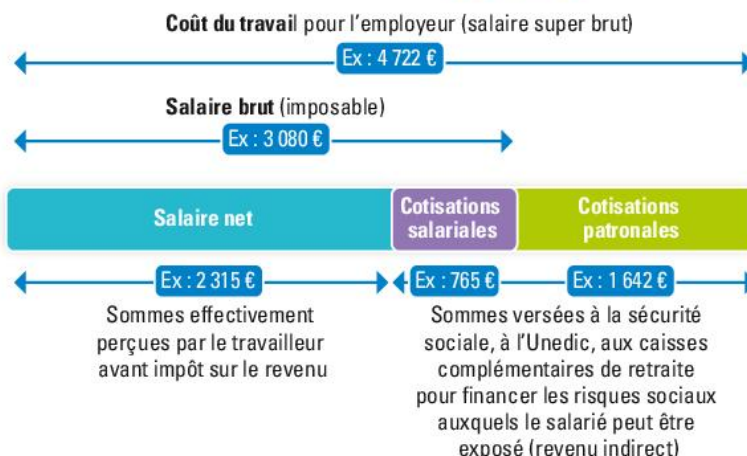 Coût du travail pour l'employeur (salaire super brut)
Ex : 4 722 €
Salaire brut (imposable)
Ex : 3 080 €
Salaire net
Cotisations
salariales
Cotisations
patronales
Ex : 2 315 €
Ex : 765 €
Ex : 1 642 €
Sommes effectivement
perçues par le travailleur
avant impôt sur le revenu
Sommes versées à la sécurité
sociale, à l'Unedic, aux caisses
complémentaires de retraite
pour financer les risques sociaux
auxquels le salarié peut être
exposé (revenu indirect)